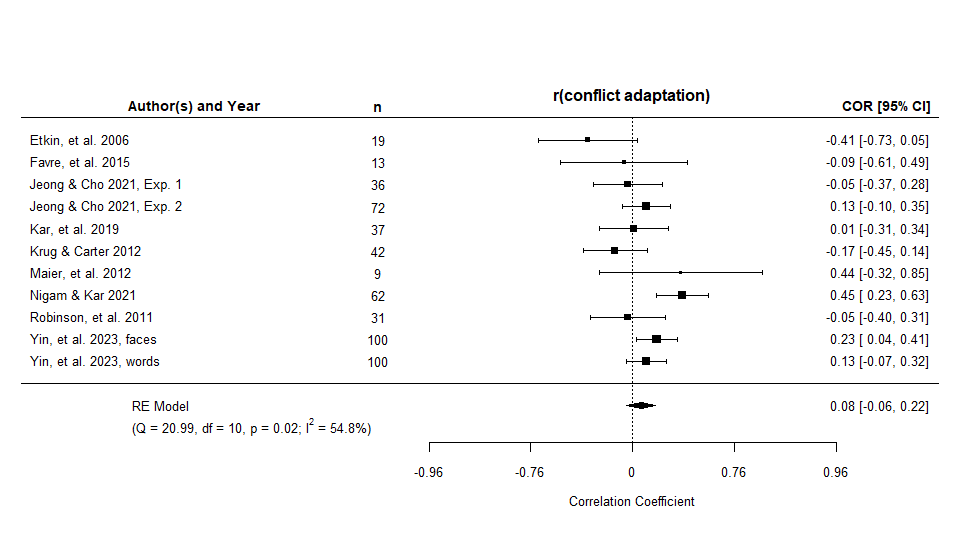 r(conflict adaptation)
Author(s) and Year n COR [95% CI]
Etkin, et al. 2006 19 -0.41 [-0.73, 0.05]
Favre, et al. 2015 13 -0.09 [-0.61, 0.49]
Jeong & Cho 2021, Exp. 1 36 -0.05 [-0.37, 0.28]
Jeong & Cho 2021, Exp. 2 72 0.13 [-0.10, 0.35]
Kar, et al. 2019 37 0.01 [-0.31, 0.34]
Krug & Carter 2012 42 -0.17 [-0.45, 0.14]
Maier, et al. 2012 9 0.44 [-0.32, 0.85]
Nigam & Kar 2021 62 0.45 [ 0.23, 0.63]
Robinson, et al. 2011 31 -0.05 [-0.40, 0.31]
Yin, et al. 2023, faces 100 0.23 [ 0.04, 0.41]
Yin, et al. 2023, words 100 0.13 [-0.07, 0.32]
RE Model 0.08 [-0.06, 0.22]
(Q = 20.99, df = 10, p = 0.02; I² = 54.8%)
-0.96 -0.76 0 0.76 0.96
Correlation Coefficient